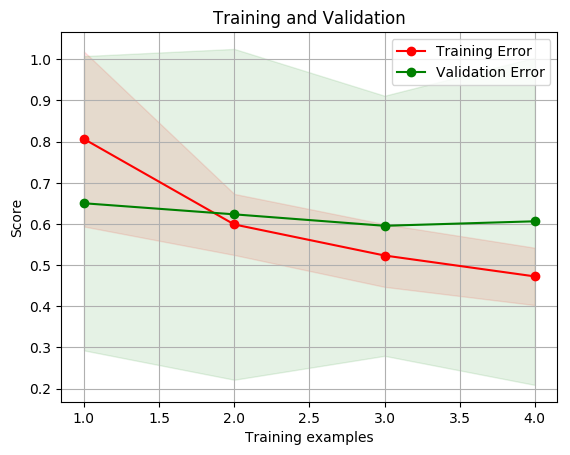 Training and Validation
Training Error
Validation Error
Score
1.0
0.9
0.8
0.7
0.6
0.5
0.4
0.3
0.2
1.0 1.5 2.0 2.5 3.0 3.5 4.0
Training examples